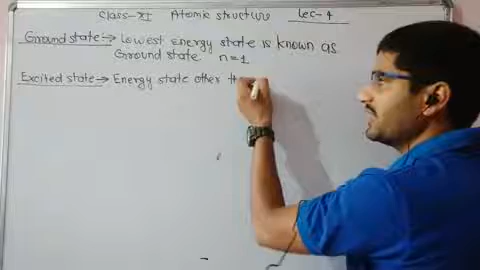 Class-XI Atomic structure Lec-4
Ground state → Lowest Energy state is known as
Ground state n=1
Excited state → Energy state other